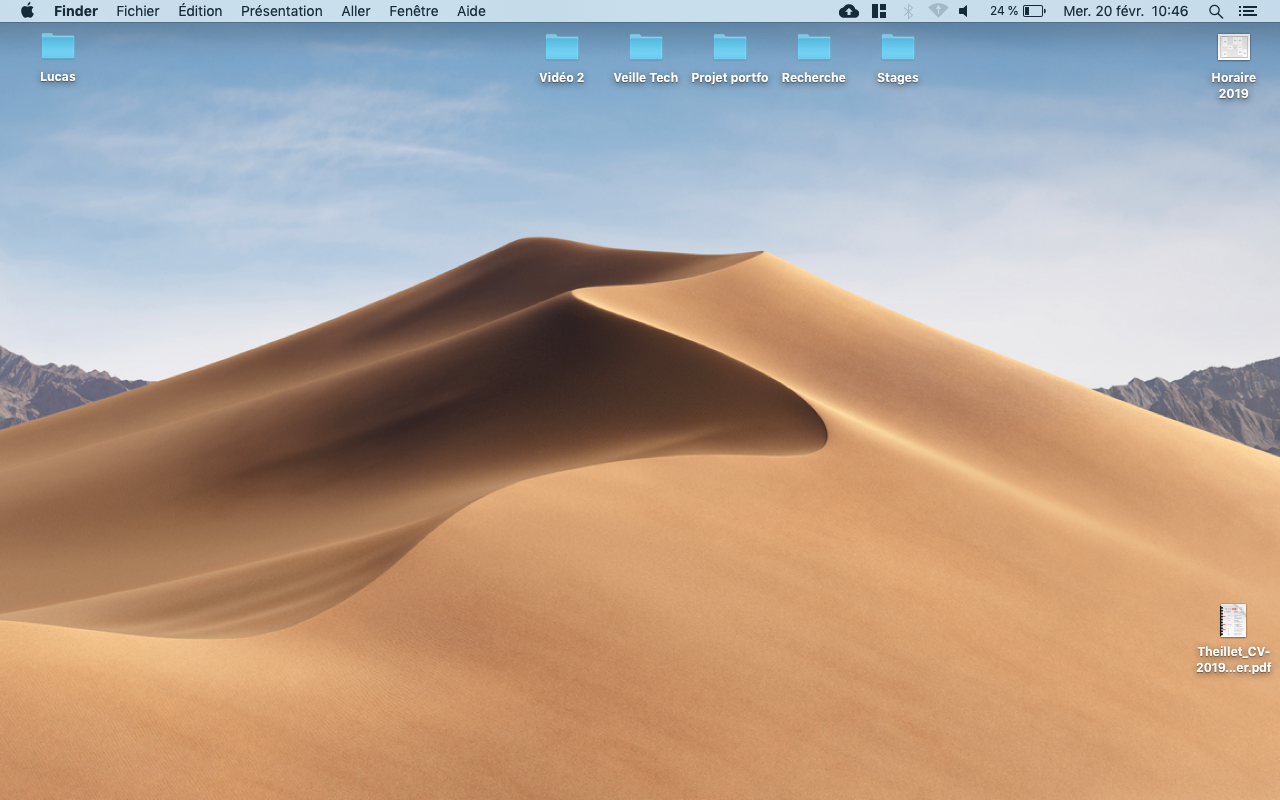 Finder Fichier Édition Présentation Aller Fenêtre Aide 24 % Mer. 20 févr. 10:46
Lucas
Vidéo 2
Veille Tech
Projet portfo
Recherche
Stages
Horaire
2019
Theillet_CV-
2019...er.pdf